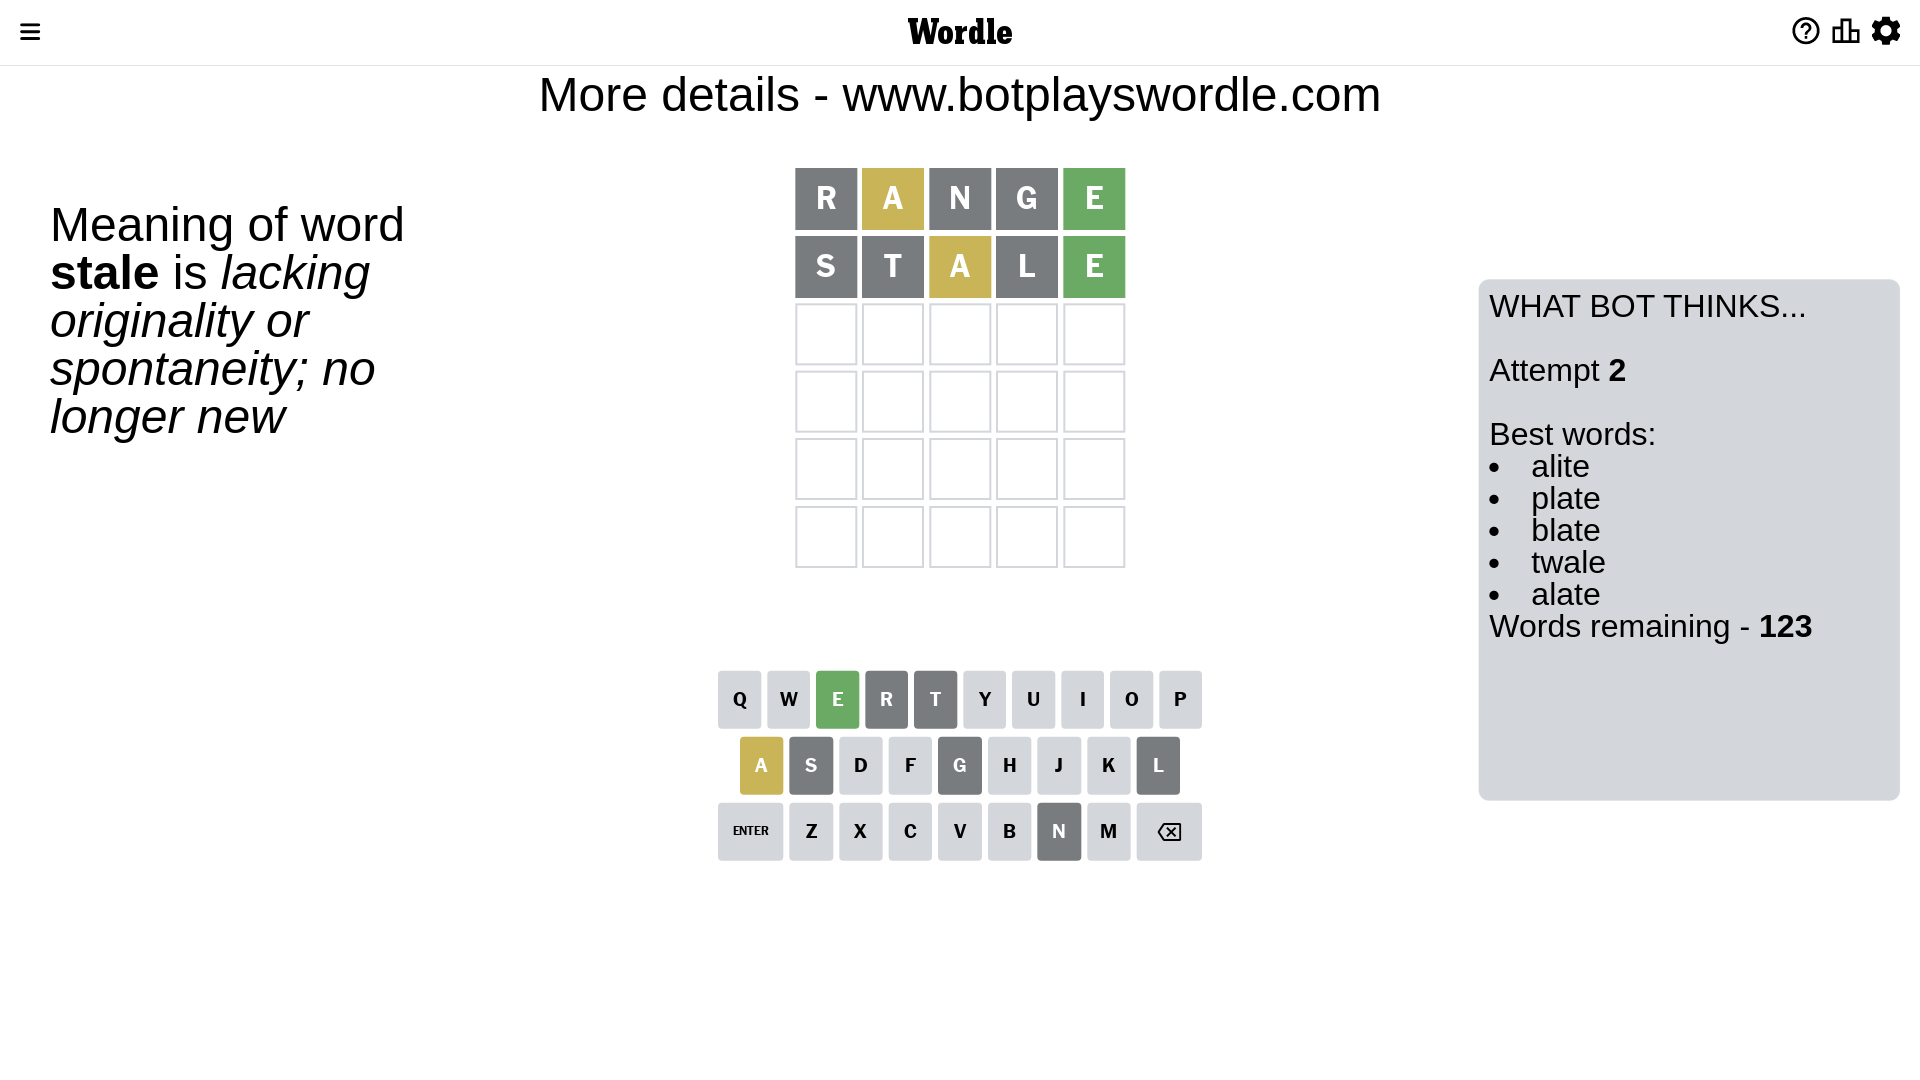 Wordle
More details - www.botplayswordle.com
Meaning of word
stale is lacking
originality or
spontaneity; no
longer new
R A N G E
S T A L E
WHAT BOT THINKS...
Attempt 2
Best words:
• alite
• plate
• blate
• twale
• alate
Words remaining - 123
Q W E R T Y U I O P
A S D F G H J K L
ENTER Z X C V B N M